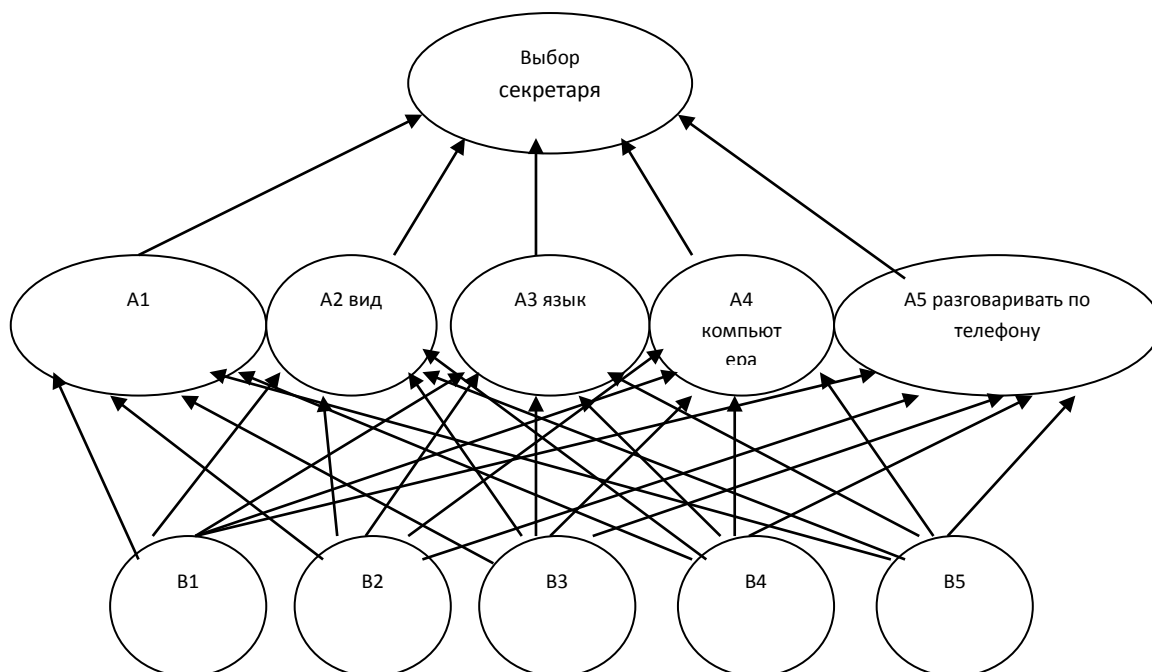 Выбор
секретаря
А1
А2 вид
А3 язык
А4
компьют
ера
А5 разговаривать по
телефону
В1
В2
В3
В4
В5